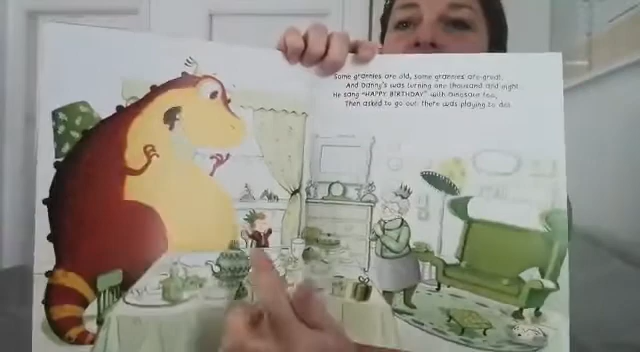 Some grannies are old, some grannies are great.
And Danny's was turning one thousand and eight.
He sang "HAPPY BIRTHDAY" with Dinosaur too,
Then asked to go out: there was playing to do!